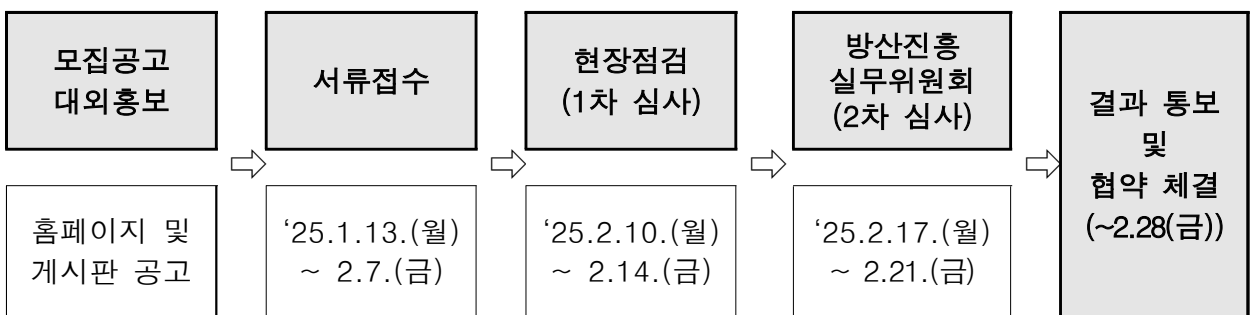 모집공고
대외홍보
홈페이지 및
게시판 공고
서류접수
‘25.1.13.(월)
~ 2.7.(금)
현장점검
(1차 심사)
‘25.2.10.(월)
~ 2.14.(금)
방산진흥
실무위원회
(2차 심사)
‘25.2.17.(월)
~ 2.21.(금)
결과 통보
및
협약 체결
(~2.28(금))